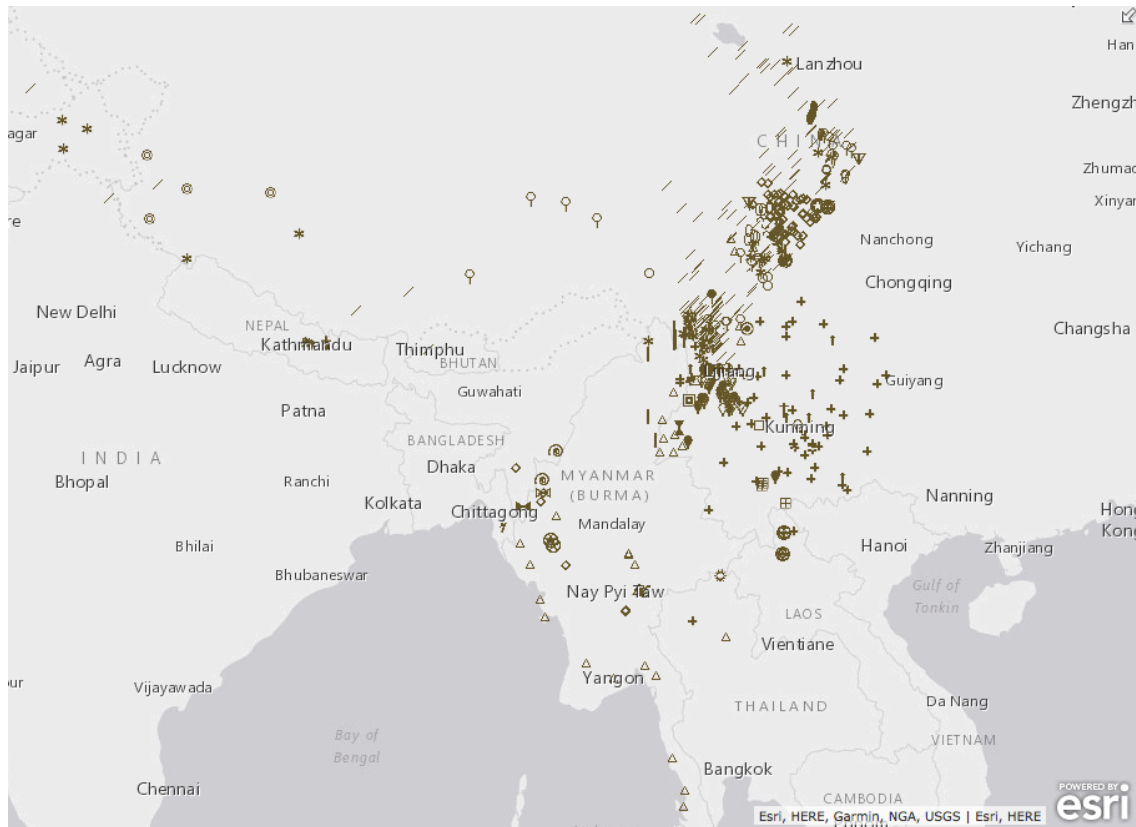 Han
Lanzhou
Zhengzh
agar
CHINA
Zhumad
re
Xinyan
Nanchong
Yichang
Chongqing
New Delhi
NEPAL
Changsha
Kathmandu
Thimphu
Jaipur
Agra
Lucknow
BHUTAN
Lijiang
Guiyang
Guwahati
Patna
Kunming
BANGLADESH
INDIA
Dhaka
MYANMAR
(BURMA)
Bhopal
Ranchi
Kolkata
Chittagong
Nanning
Mandalay
Hong
Kong
Bhilai
Hanoi
Zhanjiang
Bhubaneswar
Nay Pyi Taw
Gulf of
Tonkin
LAOS
Vientiane
pur
Vijayawada
Yangon
Da Nang
THAILAND
Bay of
Bengal
VIETNAM
Bangkok
Chennai
CAMBODIA
POWERED BY
esri
Esri, HERE, Garmin, NGA, USGS | Esri, HERE